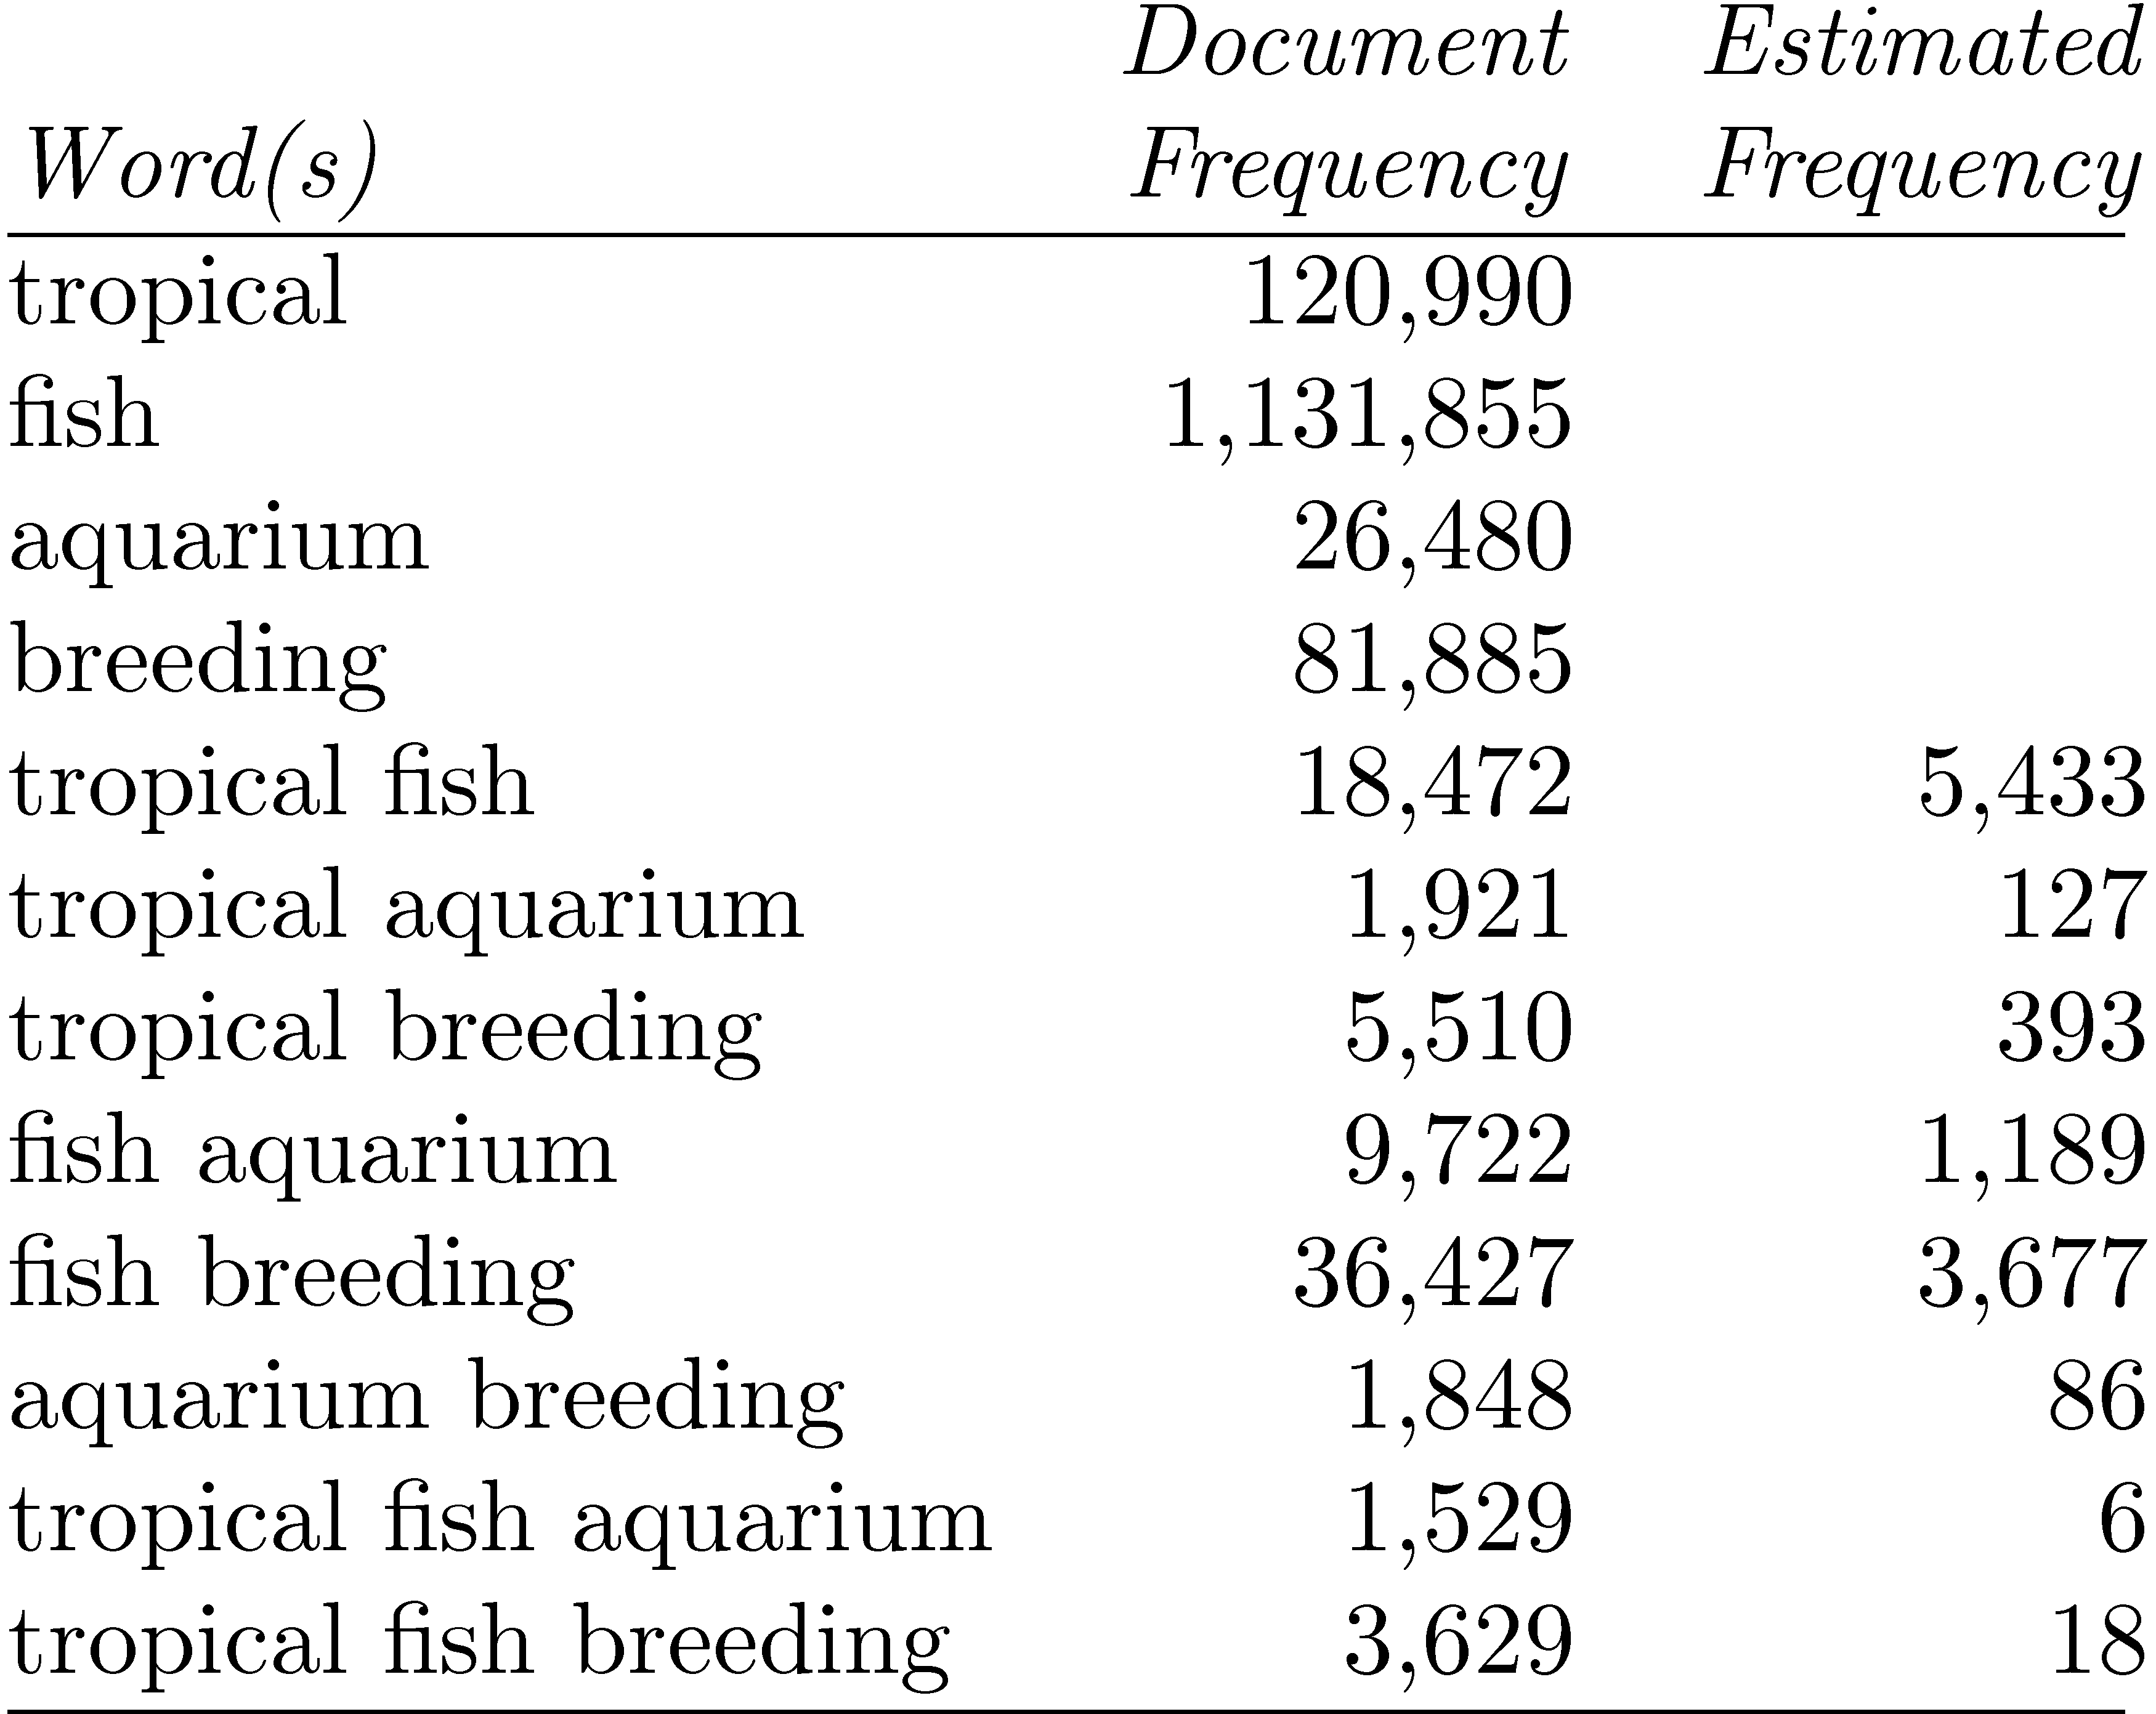 Document Estimated
Word(s) Frequency Frequency
tropical 120,990
fish 1,131,855
aquarium 26,480
breeding 81,885
tropical fish 18,472 5,433
tropical aquarium 1,921 127
tropical breeding 5,510 393
fish aquarium 9,722 1,189
fish breeding 36,427 3,677
aquarium breeding 1,848 86
tropical fish aquarium 1,529 6
tropical fish breeding 3,629 18